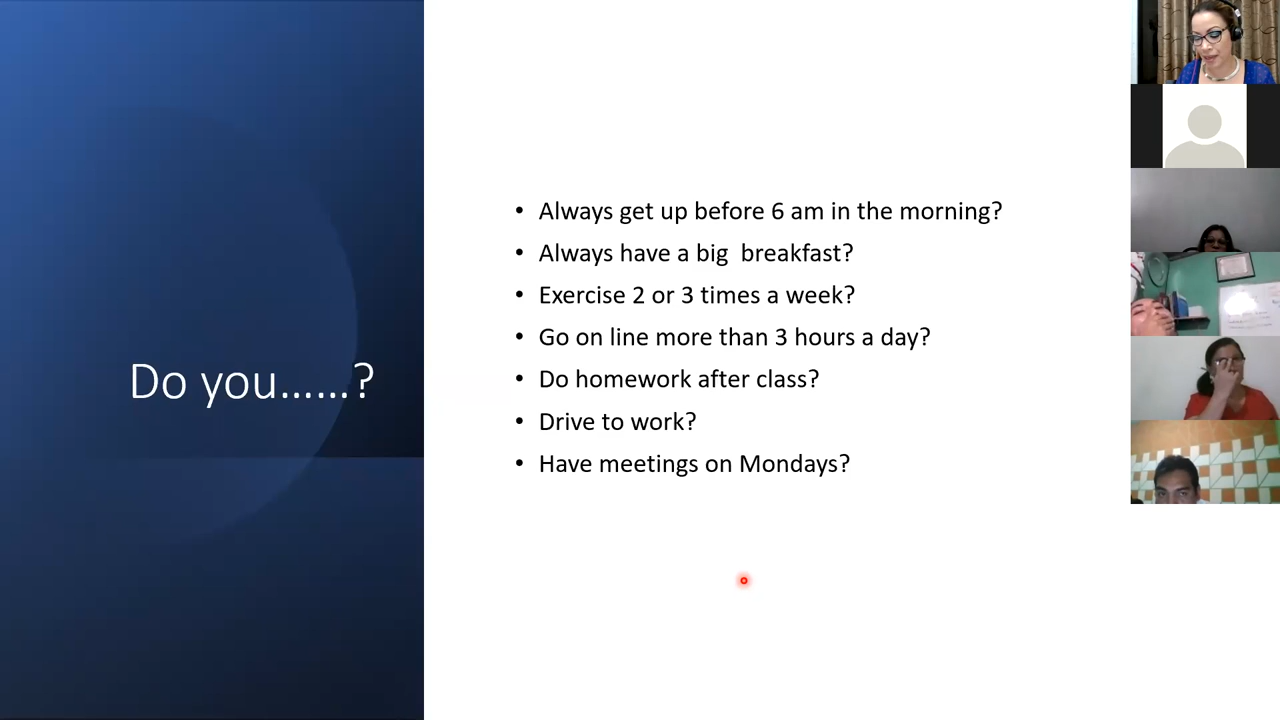 Do you……?
• Always get up before 6 am in the morning?
• Always have a big  breakfast?
• Exercise 2 or 3 times a week?
• Go on line more than 3 hours a day?
• Do homework after class?
• Drive to work?
• Have meetings on Mondays?